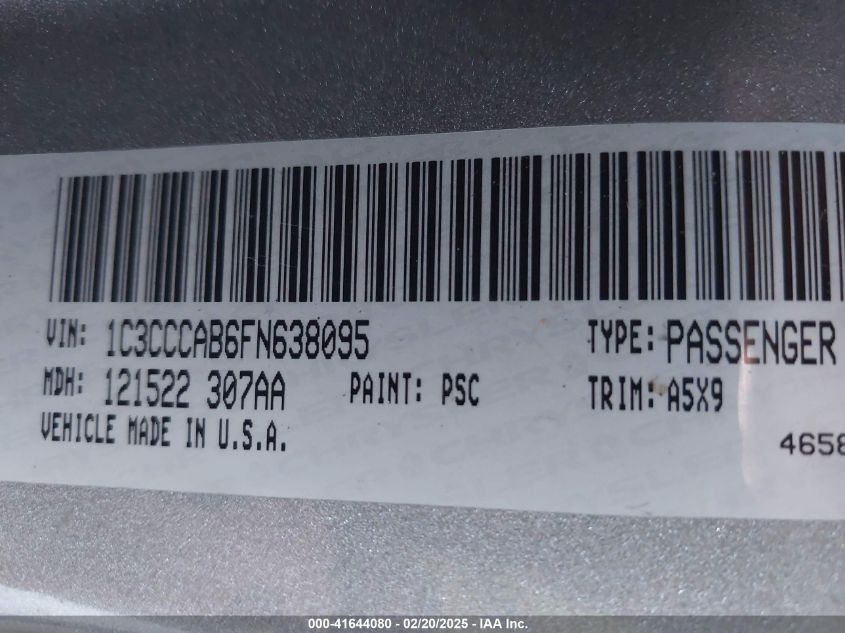 VIN: 1C3CCCAB6FN638095 TYPE: PASSENGER
MDH: 121522 307AA PAINT: PSC TRIM: A5X9
VEHICLE MADE IN U.S.A.
4658
000-41644080 - 02/20/2025 - IAA Inc.